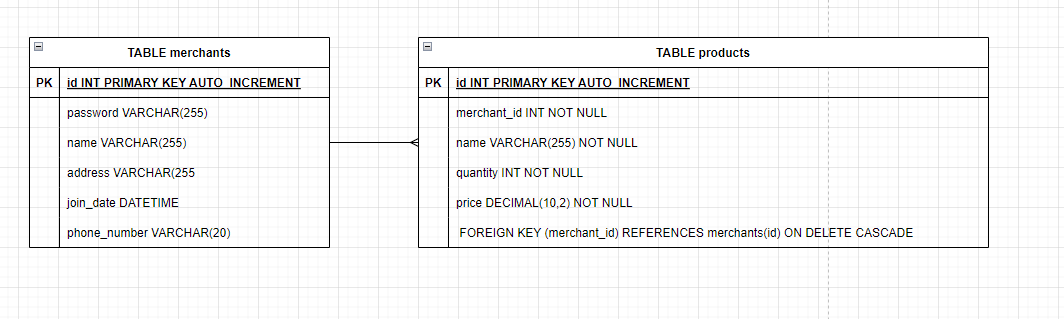 TABLE merchants
PK id INT PRIMARY KEY AUTO_INCREMENT
password VARCHAR(255)
name VARCHAR(255)
address VARCHAR(255
join_date DATETIME
phone_number VARCHAR(20)
TABLE products
PK id INT PRIMARY KEY AUTO_INCREMENT
merchant_id INT NOT NULL
name VARCHAR(255) NOT NULL
quantity INT NOT NULL
price DECIMAL(10,2) NOT NULL
FOREIGN KEY (merchant_id) REFERENCES merchants(id) ON DELETE CASCADE